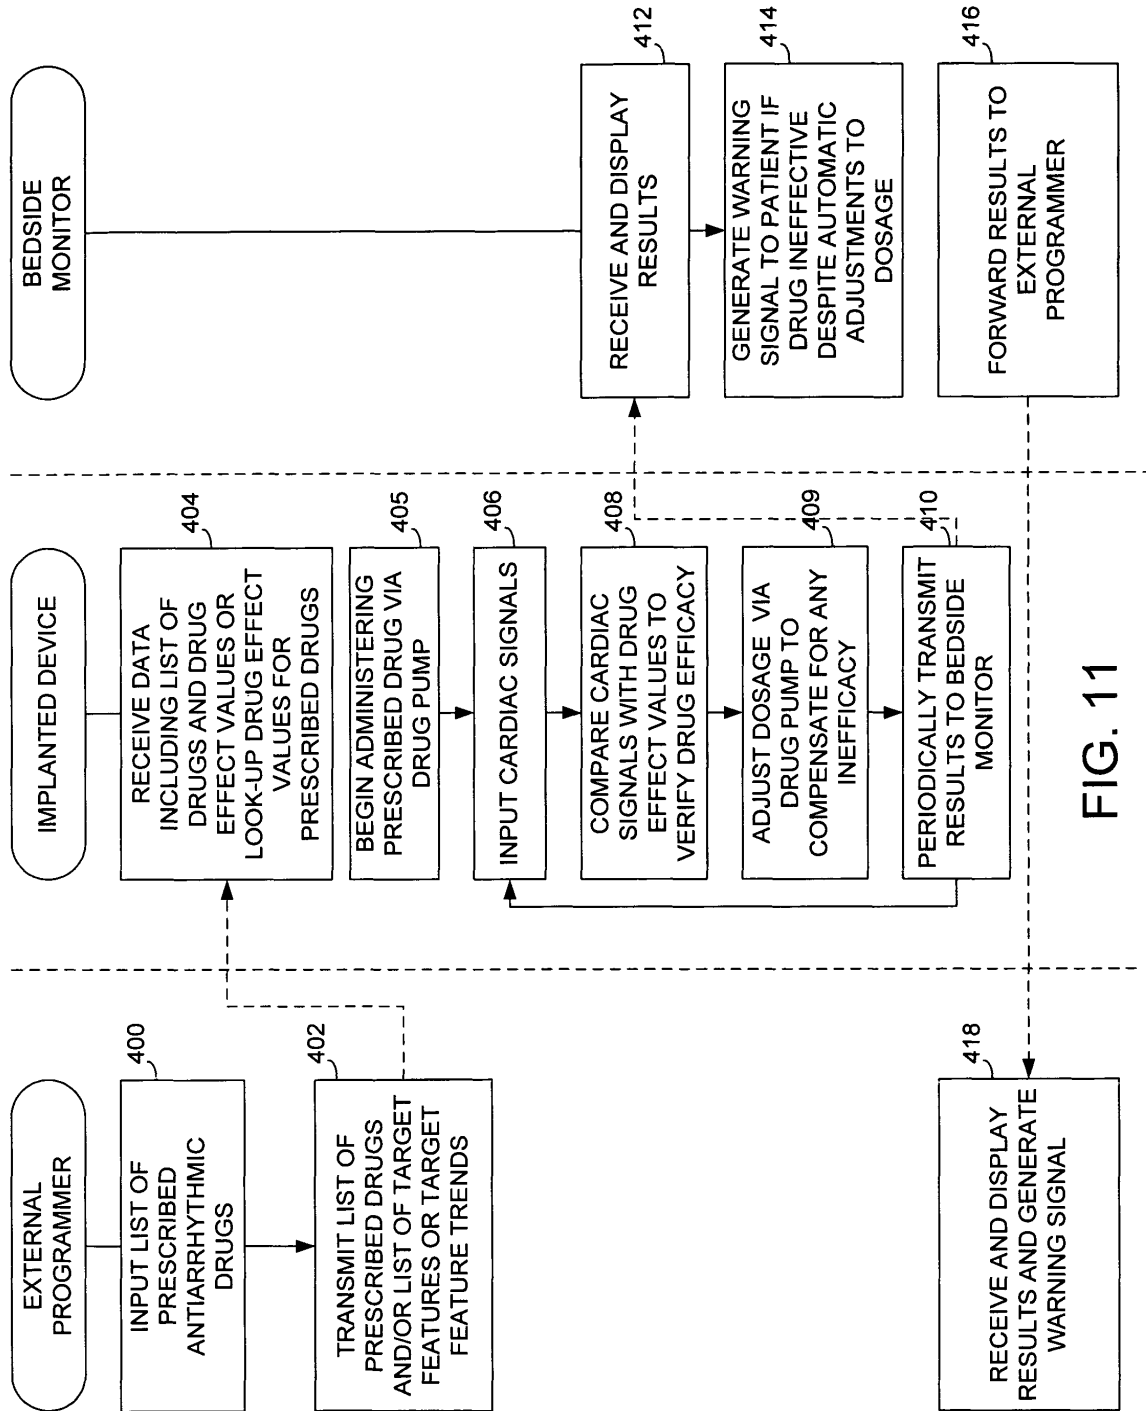 EXTERNAL
PROGRAMMER
400
INPUT LIST OF
PRESCRIBED
ANTIARRHYTHMIC
DRUGS
402
TRANSMIT LIST OF
PRESCRIBED DRUGS
AND/OR LIST OF TARGET
FEATURES OR TARGET
FEATURE TRENDS
418
RECEIVE AND DISPLAY
RESULTS AND GENERATE
WARNING SIGNAL
IMPLANTED DEVICE
404
RECEIVE DATA
INCLUDING LIST OF
DRUGS AND DRUG
EFFECT VALUES OR
LOOK-UP DRUG EFFECT
VALUES FOR
PRESCRIBED DRUGS
405
BEGIN ADMINISTERING
PRESCRIBED DRUG VIA
DRUG PUMP
406
INPUT CARDIAC SIGNALS
408
COMPARE CARDIAC
SIGNALS WITH DRUG
EFFECT VALUES TO
VERIFY DRUG EFFICACY
409
ADJUST DOSAGE VIA
DRUG PUMP TO
COMPENSATE FOR ANY
INEFFICACY
410
PERIODICALLY TRANSMIT
RESULTS TO BEDSIDE
MONITOR
BEDSIDE
MONITOR
412
RECEIVE AND DISPLAY
RESULTS
414
GENERATE WARNING
SIGNAL TO PATIENT IF
DRUG INEFFECTIVE
DESPITE AUTOMATIC
ADJUSTMENTS TO
DOSAGE
416
FORWARD RESULTS TO
EXTERNAL
PROGRAMMER
FIG. 11